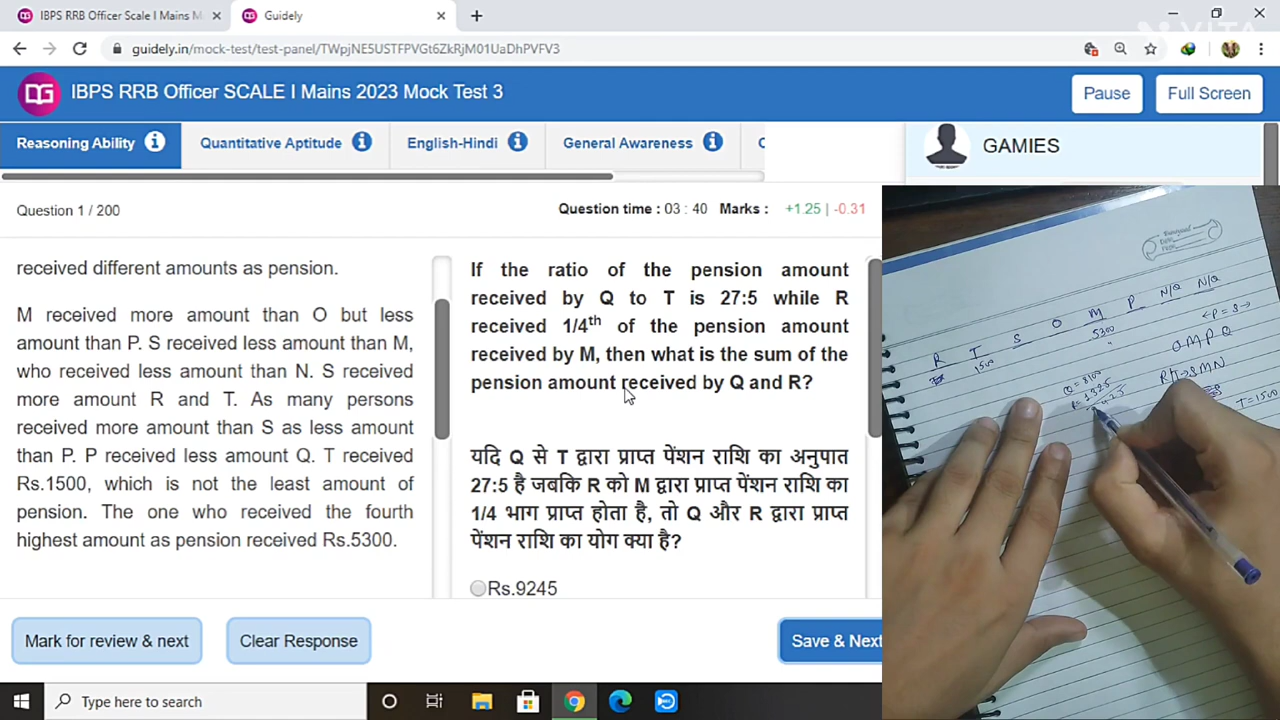 IBPS RRB Officer Scale I Mains M
Guidely
guidely.in/mock-test/test-panel/TWpjNE5USTFPVGt6ZkRjM01UaDhPVFV3
VITA
IBPS RRB Officer SCALE I Mains 2023 Mock Test 3
Pause
Full Screen
Reasoning Ability
Quantitative Aptitude
English-Hindi
General Awareness
GAMIES
Question 1 / 200
Question time : 03 : 40 Marks : +1.25 | -0.31
received different amounts as pension.
M received more amount than O but less
amount than P. S received less amount than M,
who received less amount than N. S received
more amount R and T. As many persons
received more amount than S as less amount
than P. P received less amount Q. T received
Rs.1500, which is not the least amount of
pension. The one who received the fourth
highest amount as pension received Rs.5300.
If the ratio of the pension amount
received by Q to T is 27:5 while R
received 1/4th of the pension amount
received by M, then what is the sum of the
pension amount received by Q and R?
यदि Q से T द्वारा प्राप्त पेंशन राशि का अनुपात
27:5 है जबकि R को M द्वारा प्राप्त पेंशन राशि का
1/4 भाग प्राप्त होता है, तो Q और R द्वारा प्राप्त
पेंशन राशि का योग क्या है?
Rs.9245
Mark for review & next
Clear Response
Save & Next
R T S O M P N/Q N/Q
1500
5300
←P = S→
O M P Q
R/T→S M N
Q = 8100
R = 1325
T = 1500
Type here to search